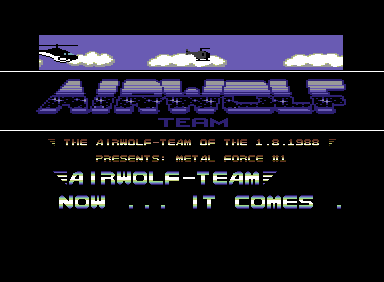 AIRWOLF
TEAM
THE AIRWOLF-TEAM OF THE 1.8.1988
PRESENTS: METAL FORCE #1
AIRWOLF-TEAM
NOW ... IT COMES .